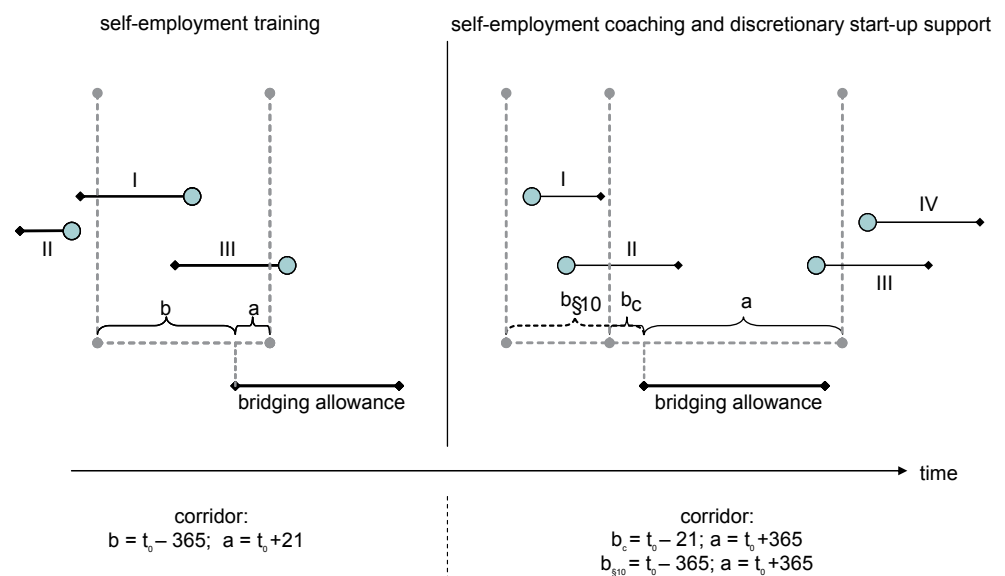 self-employment training
self-employment coaching and discretionary start-up support
I
II
III
b
a
bridging allowance
I
II
III
IV
b§10
bc
a
bridging allowance
time
corridor:
b = t₀ – 365; a = t₀ +21
corridor:
bc = t₀ – 21; a = t₀ +365
b§10 = t₀ – 365; a = t₀ +365